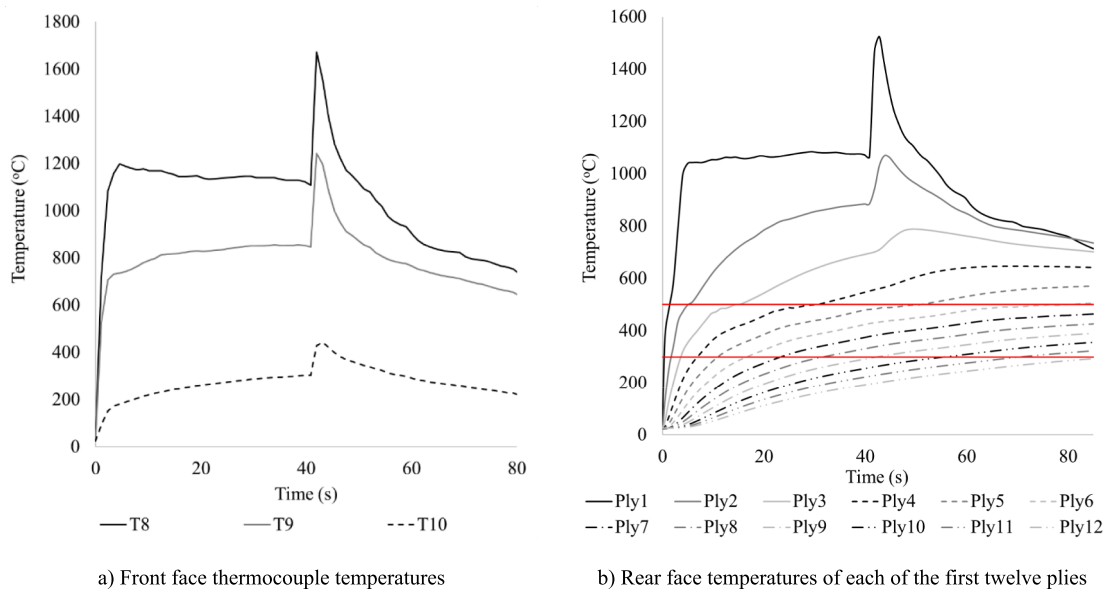 1800
1600
1400
1200
1000
800
600
400
200
0
Temperature (ºC)
0 20 40 60 80
Time (s)
T8 T9 T10
a) Front face thermocouple temperatures
1600
1400
1200
1000
800
600
400
200
0
Temperature (ºC)
0 20 40 60 80
Time (s)
Ply1 Ply2 Ply3 Ply4 Ply5 Ply6
Ply7 Ply8 Ply9 Ply10 Ply11 Ply12
b) Rear face temperatures of each of the first twelve plies